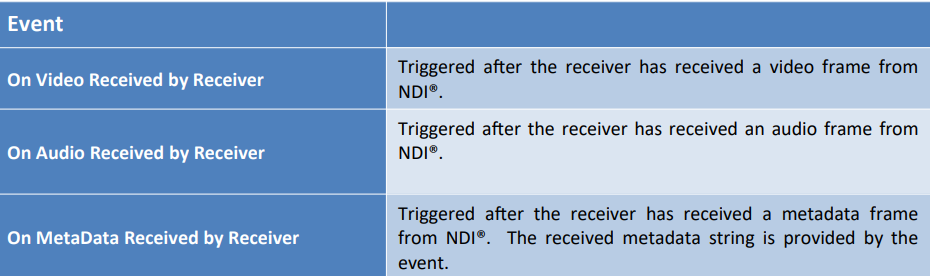 Event
On Video Received by Receiver
Triggered after the receiver has received a video frame from
NDI®.
On Audio Received by Receiver
Triggered after the receiver has received an audio frame from
NDI®.
On MetaData Received by Receiver
Triggered after the receiver has received a metadata frame
from NDI®. The received metadata string is provided by the
event.